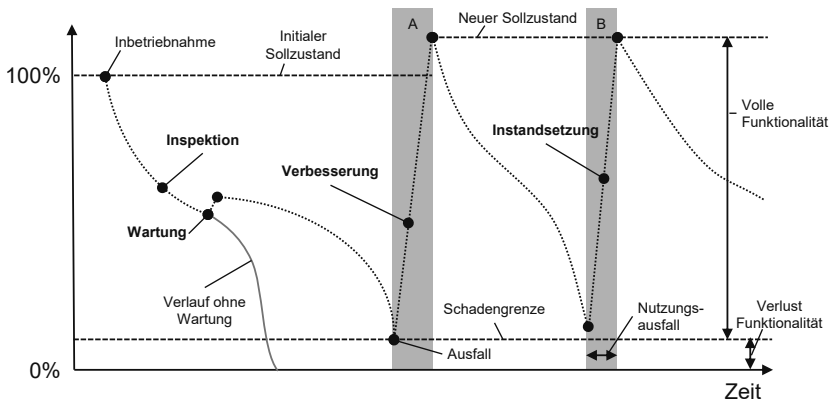 A
Neuer Sollzustand
B
Inbetriebnahme
Initialer
Sollzustand
100%
Volle
Funktionalität
Inspektion
Instandsetzung
Verbesserung
Wartung
Verlauf ohne
Wartung
Schadengrenze
Nutzungs-
ausfall
Verlust
Funktionalität
Ausfall
0%
Zeit